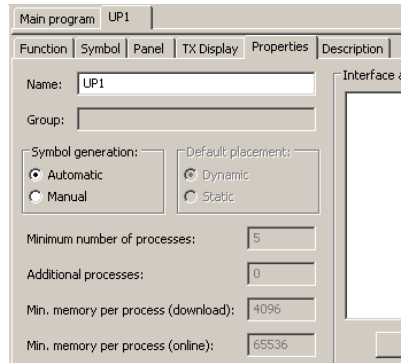 Main program UP1
Function Symbol Panel TX Display Properties Description
Name: UP1
Interface a
Group:
Symbol generation: Default placement:
Automatic Dynamic
Manual Static
Minimum number of processes: 5
Additional processes: 0
Min. memory per process (download): 4096
Min. memory per process (online): 65536